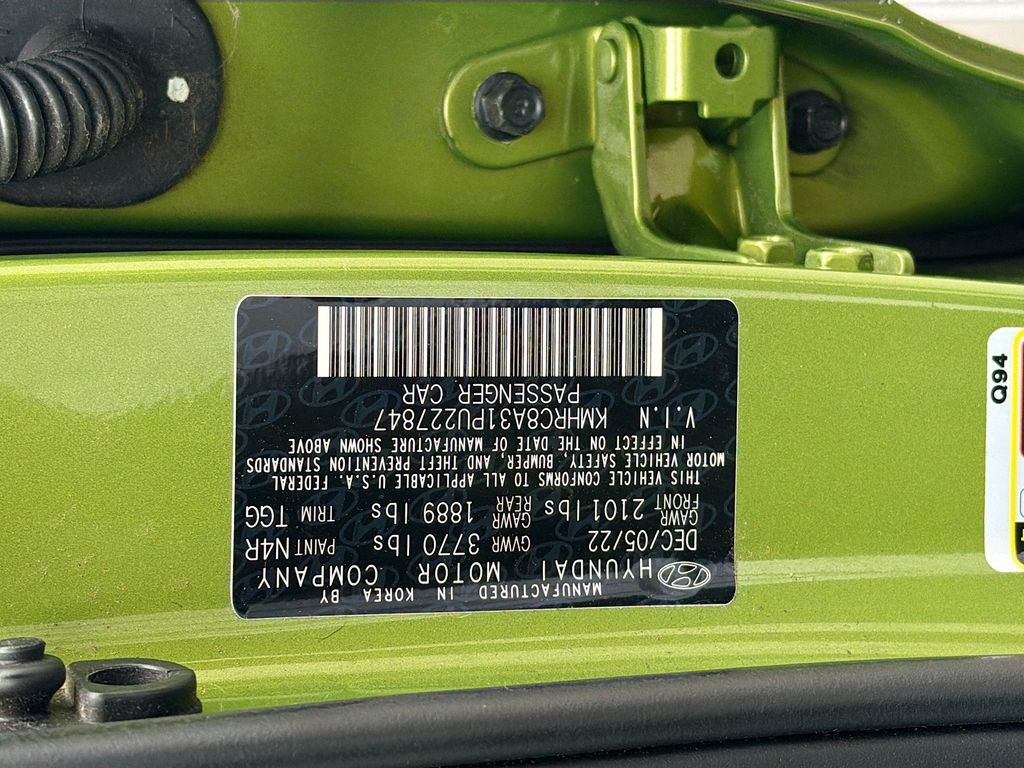 MANUFACTURED IN KOREA BY
HYUNDAI MOTOR COMPANY
DEC/05/22 GVWR 3770 lbs PAINT N4R
GAWR FRONT 2101 lbs GAWR REAR 1889 lbs TRIM TGG
THIS VEHICLE CONFORMS TO ALL APPLICABLE U.S.A. FEDERAL
MOTOR VEHICLE SAFETY, BUMPER, AND THEFT PREVENTION STANDARDS
IN EFFECT ON THE DATE OF MANUFACTURE SHOWN ABOVE
V.I.N KMHRC8A31PU227847
PASSENGER CAR
Q94